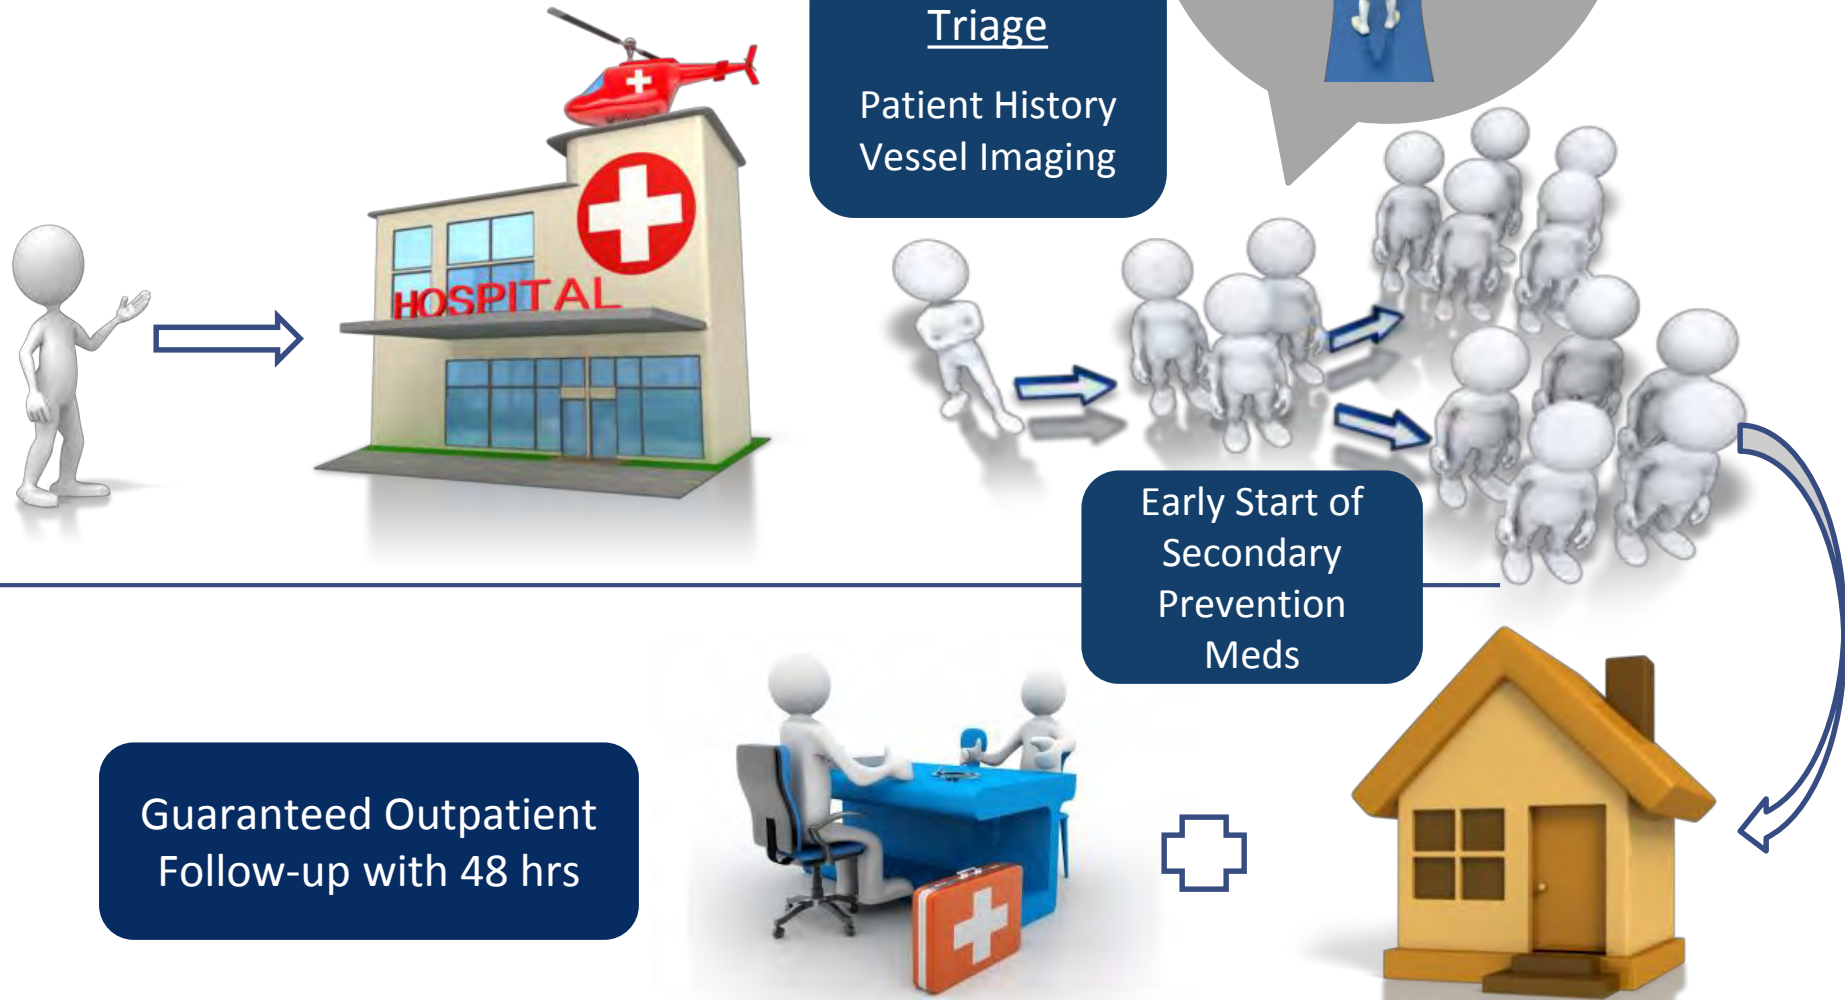 Triage
Patient History
Vessel Imaging
HOSPITAL
Early Start of
Secondary
Prevention
Meds
Guaranteed Outpatient
Follow-up with 48 hrs